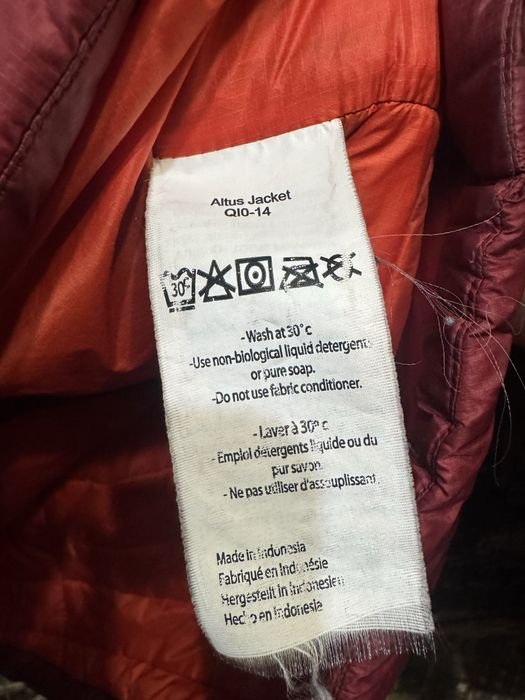 Altus Jacket
QI0-14
30°c
-Wash at 30°c
-Use non-biological liquid detergent
or pure soap.
-Do not use fabric conditioner.
- Laver à 30° c
- Emploi détergents liquide ou du
pur savon.
- Ne pas utiliser d'assouplissant.
Made in Indonesia
Fabriqué en Indonésie
Hergestellt in Indonesien
Hecho en Indonesia